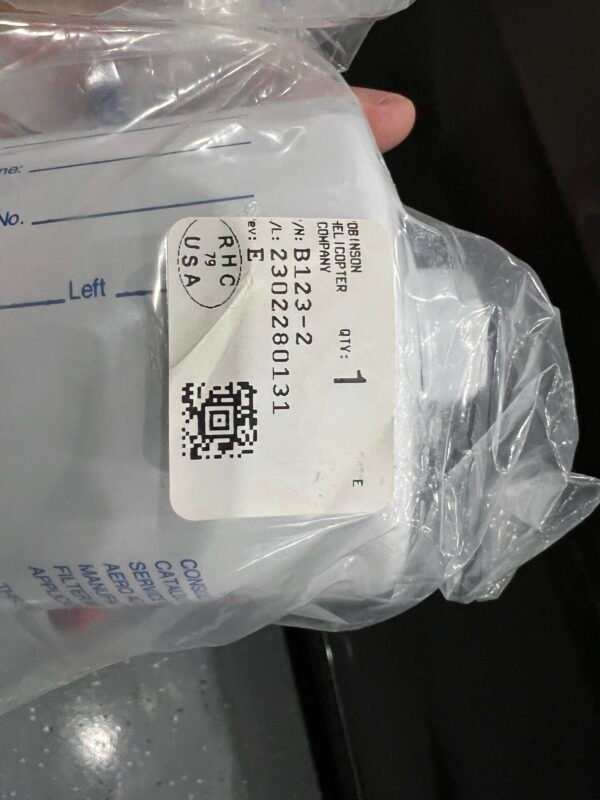 ne:
No.
Left
OBINSON
HELICOPTER
COMPANY
QTY: 1
/N: B123-2
/L: 2302280131
ev: E
RHC
79
USA
E
CONS
CATAL
SERVIC
AERO
MANUF
FILTER
APPLIC